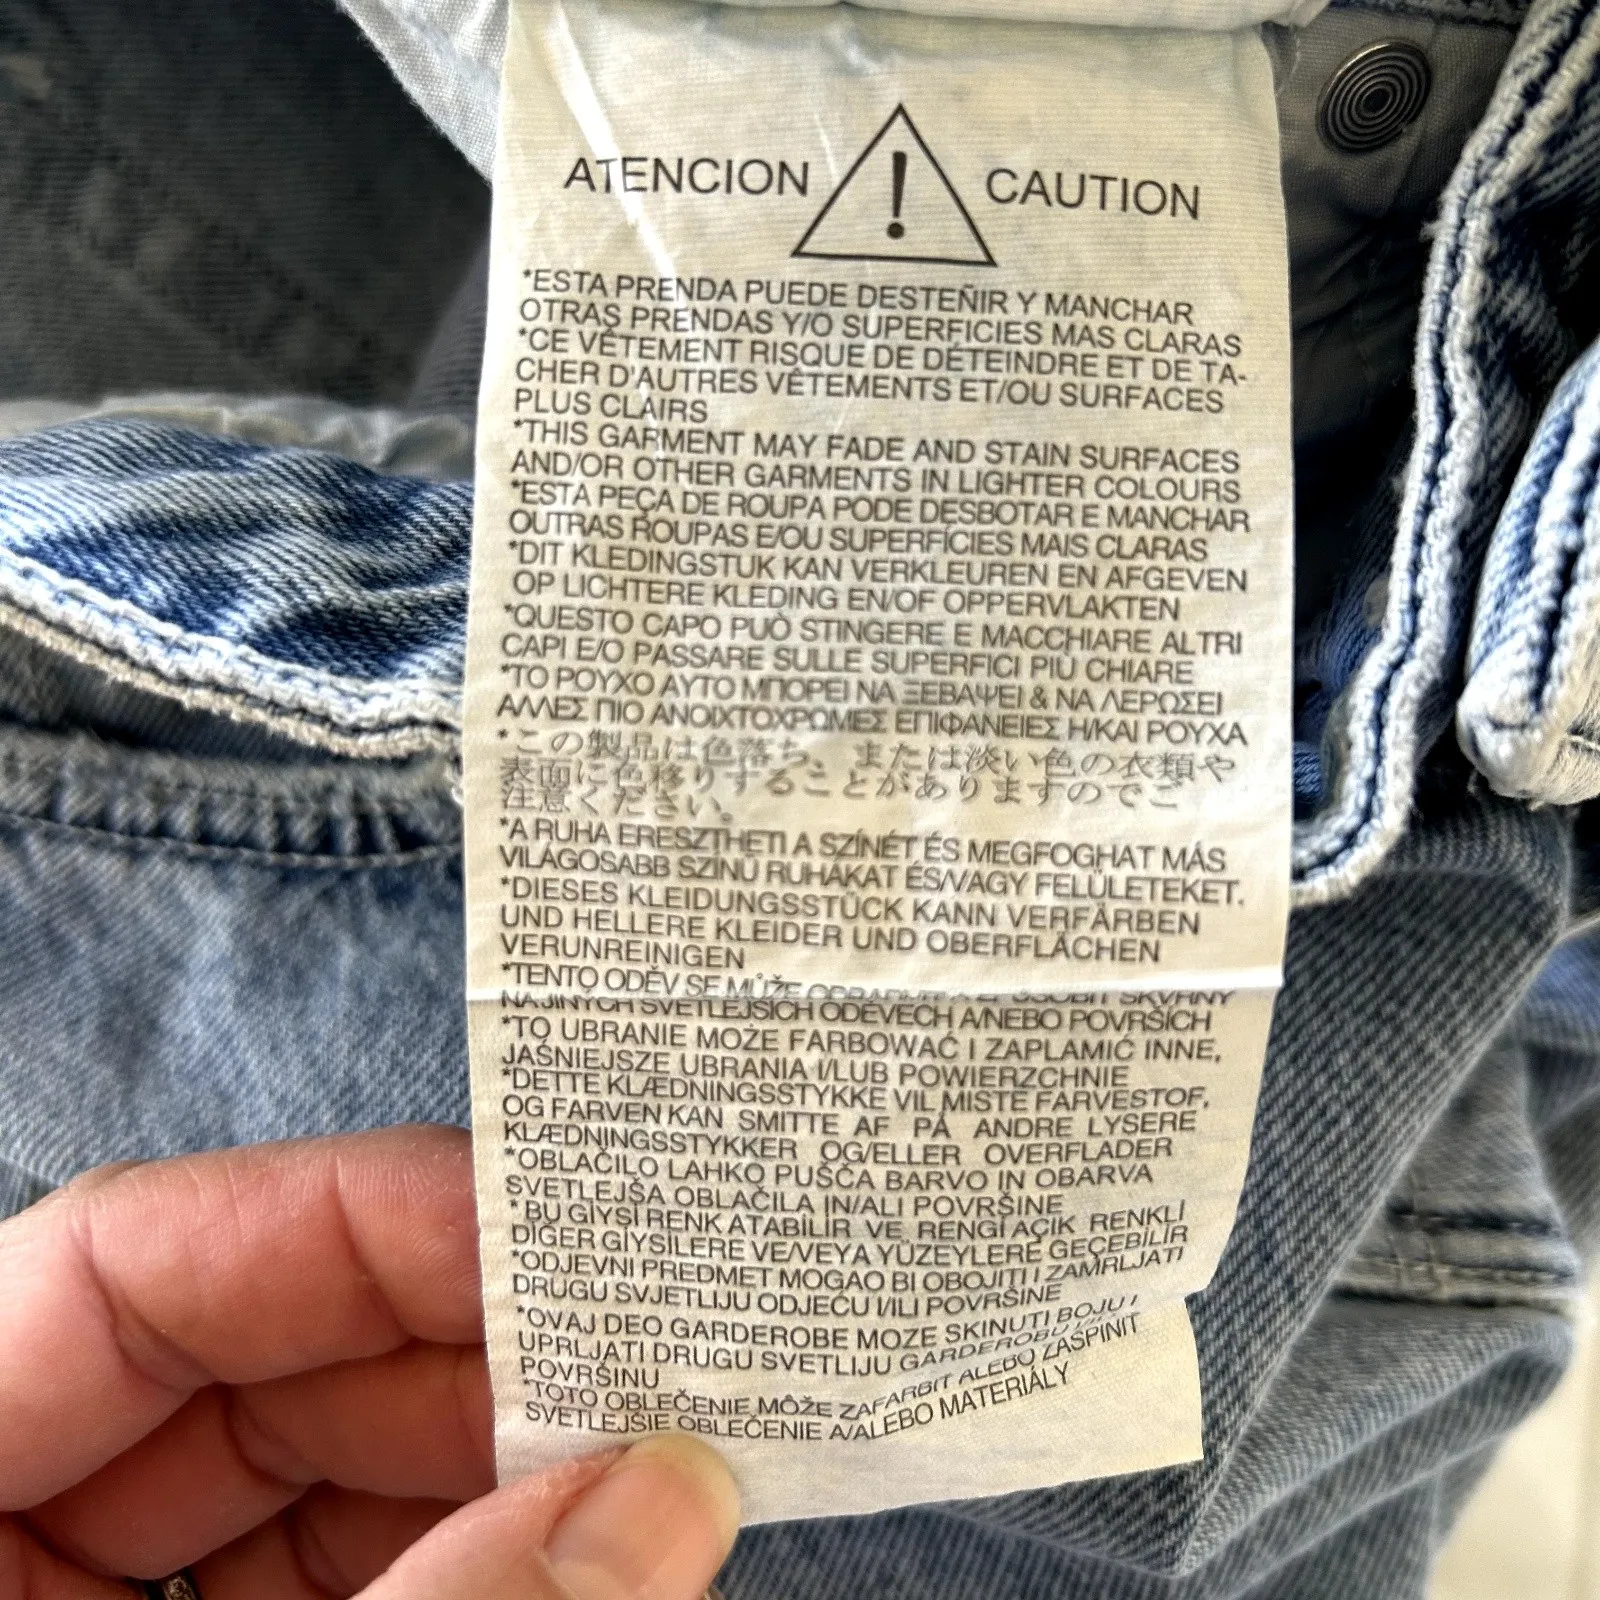 ATENCION ! CAUTION
*ESTA PRENDA PUEDE DESTEÑIR Y MANCHAR
OTRAS PRENDAS Y/O SUPERFICIES MAS CLARAS
*CE VÊTEMENT RISQUE DE DÉTEINDRE ET DE TA-
CHER D'AUTRES VÊTEMENTS ET/OU SURFACES
PLUS CLAIRS
*THIS GARMENT MAY FADE AND STAIN SURFACES
AND/OR OTHER GARMENTS IN LIGHTER COLOURS
*ESTA PEÇA DE ROUPA PODE DESBOTAR E MANCHAR
OUTRAS ROUPAS E/OU SUPERFÍCIES MAIS CLARAS
*DIT KLEDINGSTUK KAN VERKLEUREN EN AFGEVEN
OP LICHTERE KLEDING EN/OF OPPERVLAKTEN
*QUESTO CAPO PUÒ STINGERE E MACCHIARE ALTRI
CAPI E/O PASSARE SULLE SUPERFICI PIÙ CHIARE
*ΤΟ ΡΟΥΧΟ ΑΥΤΟ ΜΠΟΡΕΙ ΝΑ ΞΕΒΑΨΕΙ & ΝΑ ΛΕΡΩΣΕΙ
ΑΛΛΕΣ ΠΙΟ ΑΝΟΙΧΤΟΧΡΩΜΕΣ ΕΠΙΦΑΝΕΙΕΣ Η/ΚΑΙ ΡΟΥΧΑ
*この製品は色落ち、または淡い色の衣類や
表面に色移りすることがありますのでご
注意ください。
*A RUHA ERESZTHETI A SZÍNÉT ÉS MEGFOGHAT MÁS
VILÁGOSABB SZÍNŰ RUHÁKAT ÉS/VAGY FELÜLETEKET.
*DIESES KLEIDUNGSSTÜCK KANN VERFÄRBEN
UND HELLERE KLEIDER UND OBERFLÄCHEN
VERUNREINIGEN
*TENTO ODĚV SE MŮŽE SKVRNY
NA JINÝCH SVĚTLEJŠÍCH ODĚVECH A/NEBO POVRŠÍCH
*TO UBRANIE MOŻE FARBOWAĆ I ZAPLAMIĆ INNE,
JAŚNIEJSZE UBRANIA I/LUB POWIERZCHNIE
*DETTE KLÆDNINGSSTYKKE VIL MISTE FARVESTOF,
OG FARVEN KAN SMITTE AF PÅ ANDRE LYSERE
KLÆDNINGSSTYKKER OG/ELLER OVERFLADER
*OBLAČILO LAHKO PUŠČA BARVO IN OBARVA
SVETLEJŠA OBLAČILA IN/ALI POVRŠINE
* BU GİYSİ RENK ATABİLİR VE RENGİ AÇIK RENKLİ
DİĞER GİYSİLERE VE/VEYA YÜZEYLERE GEÇEBİLİR
*ODJEVNI PREDMET MOGAO BI OBOJITI I ZAMRLJATI
DRUGU SVJETLIJU ODJEĆU I/ILI POVRŠINE
*OVAJ DEO GARDEROBE MOZE SKINUTI BOJU I
UPRLJATI DRUGU SVETLIJU GARDEROBU
POVRŠINU
*TOTO OBLEČENIE MÔŽE ZAFARBIT ALEBO ZAŠPINIT
SVETLEJŠIE OBLEČENIE A/ALEBO MATERIÁLY